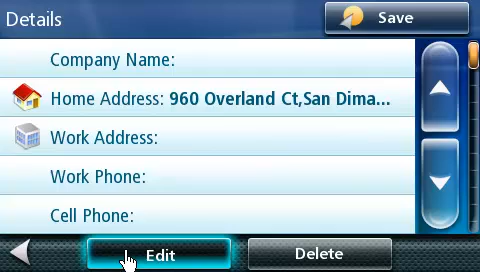 Details
Save
Company Name:
Home Address: 960 Overland Ct,San Dima...
Work Address:
Work Phone:
Cell Phone:
Edit
Delete